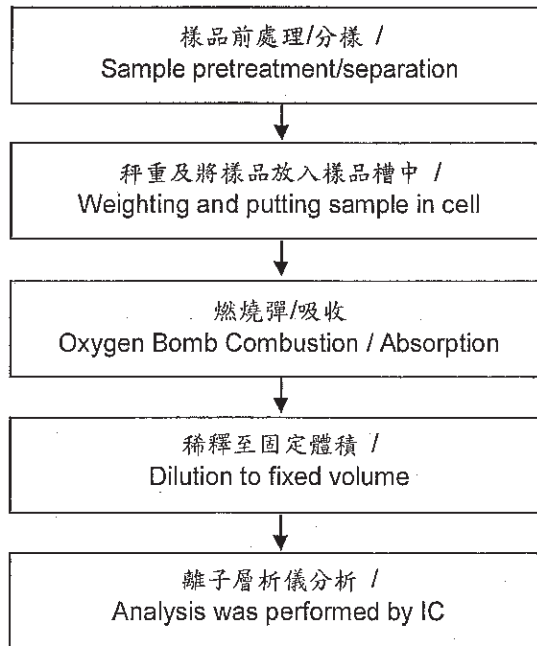 樣品前處理/分樣 /
Sample pretreatment/separation
秤重及將樣品放入樣品槽中 /
Weighting and putting sample in cell
燃燒彈/吸收
Oxygen Bomb Combustion / Absorption
稀釋至固定體積 /
Dilution to fixed volume
離子層析儀分析 /
Analysis was performed by IC